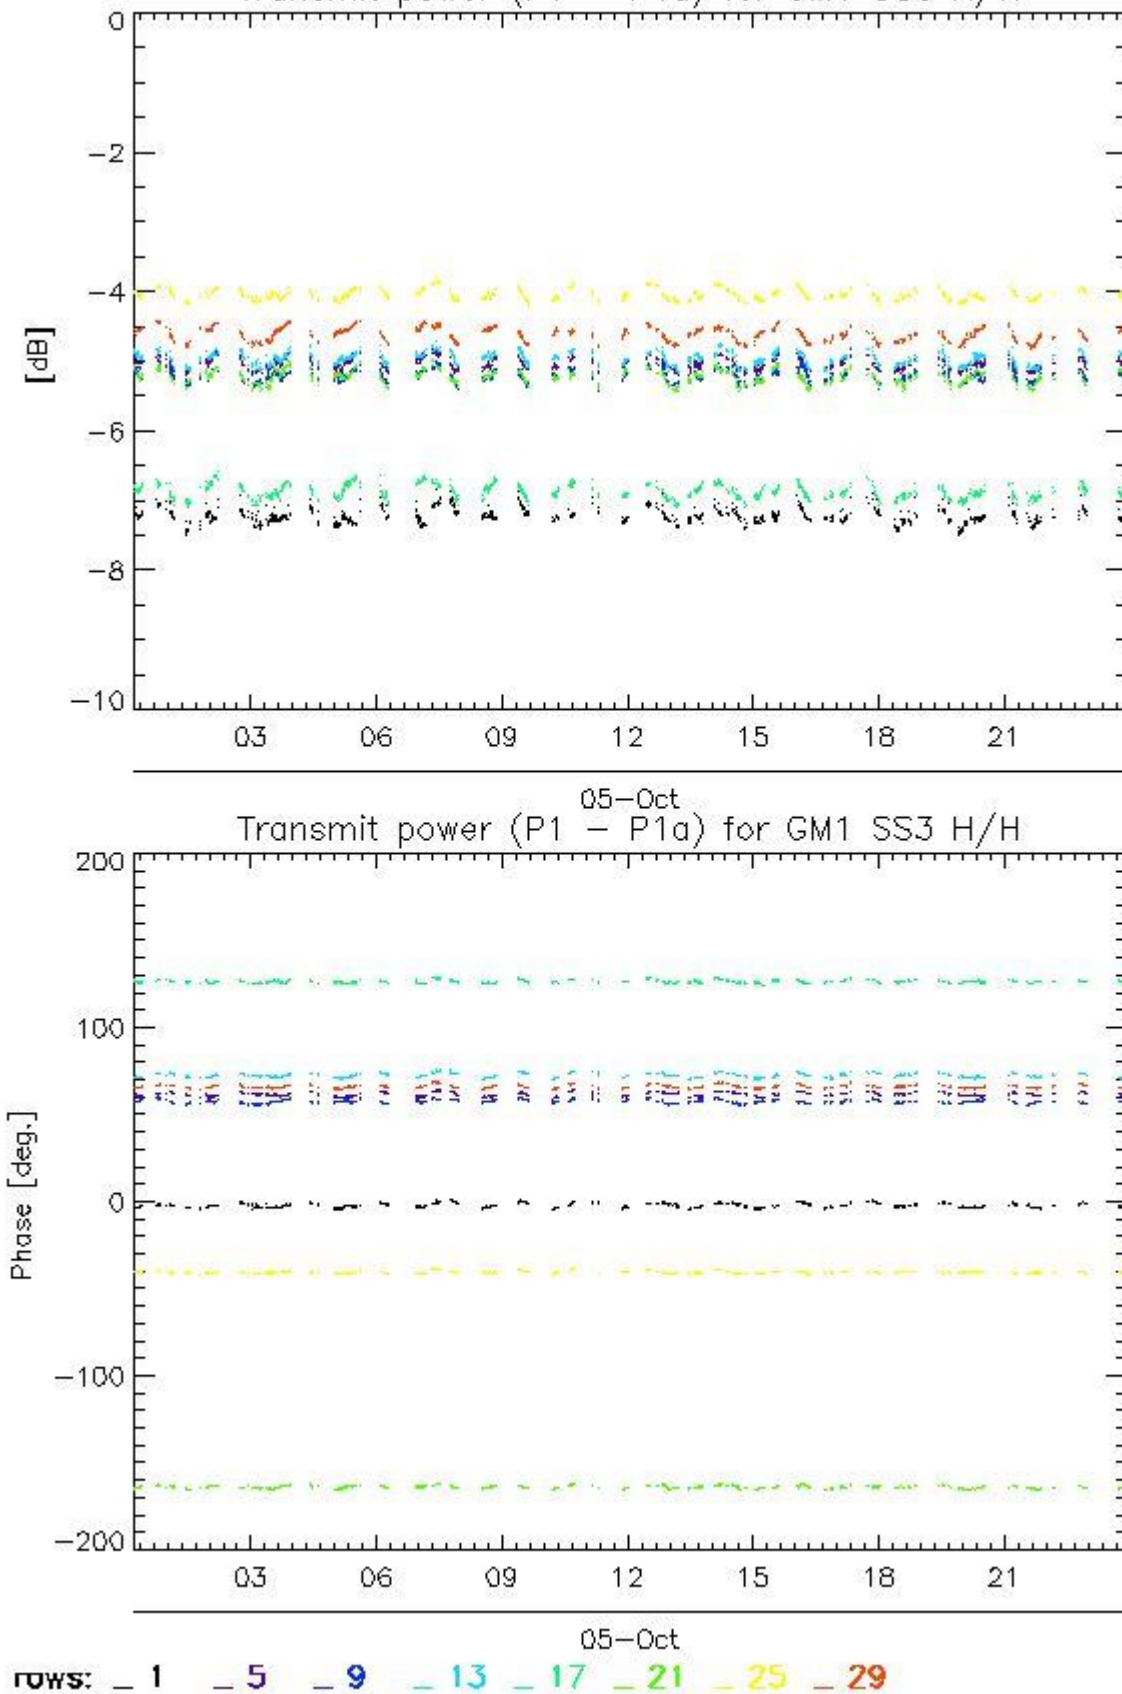 0
−2
−4
[dB]
−6
−8
−10
03 06 09 12 15 18 21
05−Oct
Transmit power (P1 − P1a) for GM1 SS3 H/H
200
100
0
Phase [deg.]
−100
−200
03 06 09 12 15 18 21
05−Oct
rows: _ 1 _ 5 _ 9 _ 13 _ 17 _ 21 _ 25 _ 29